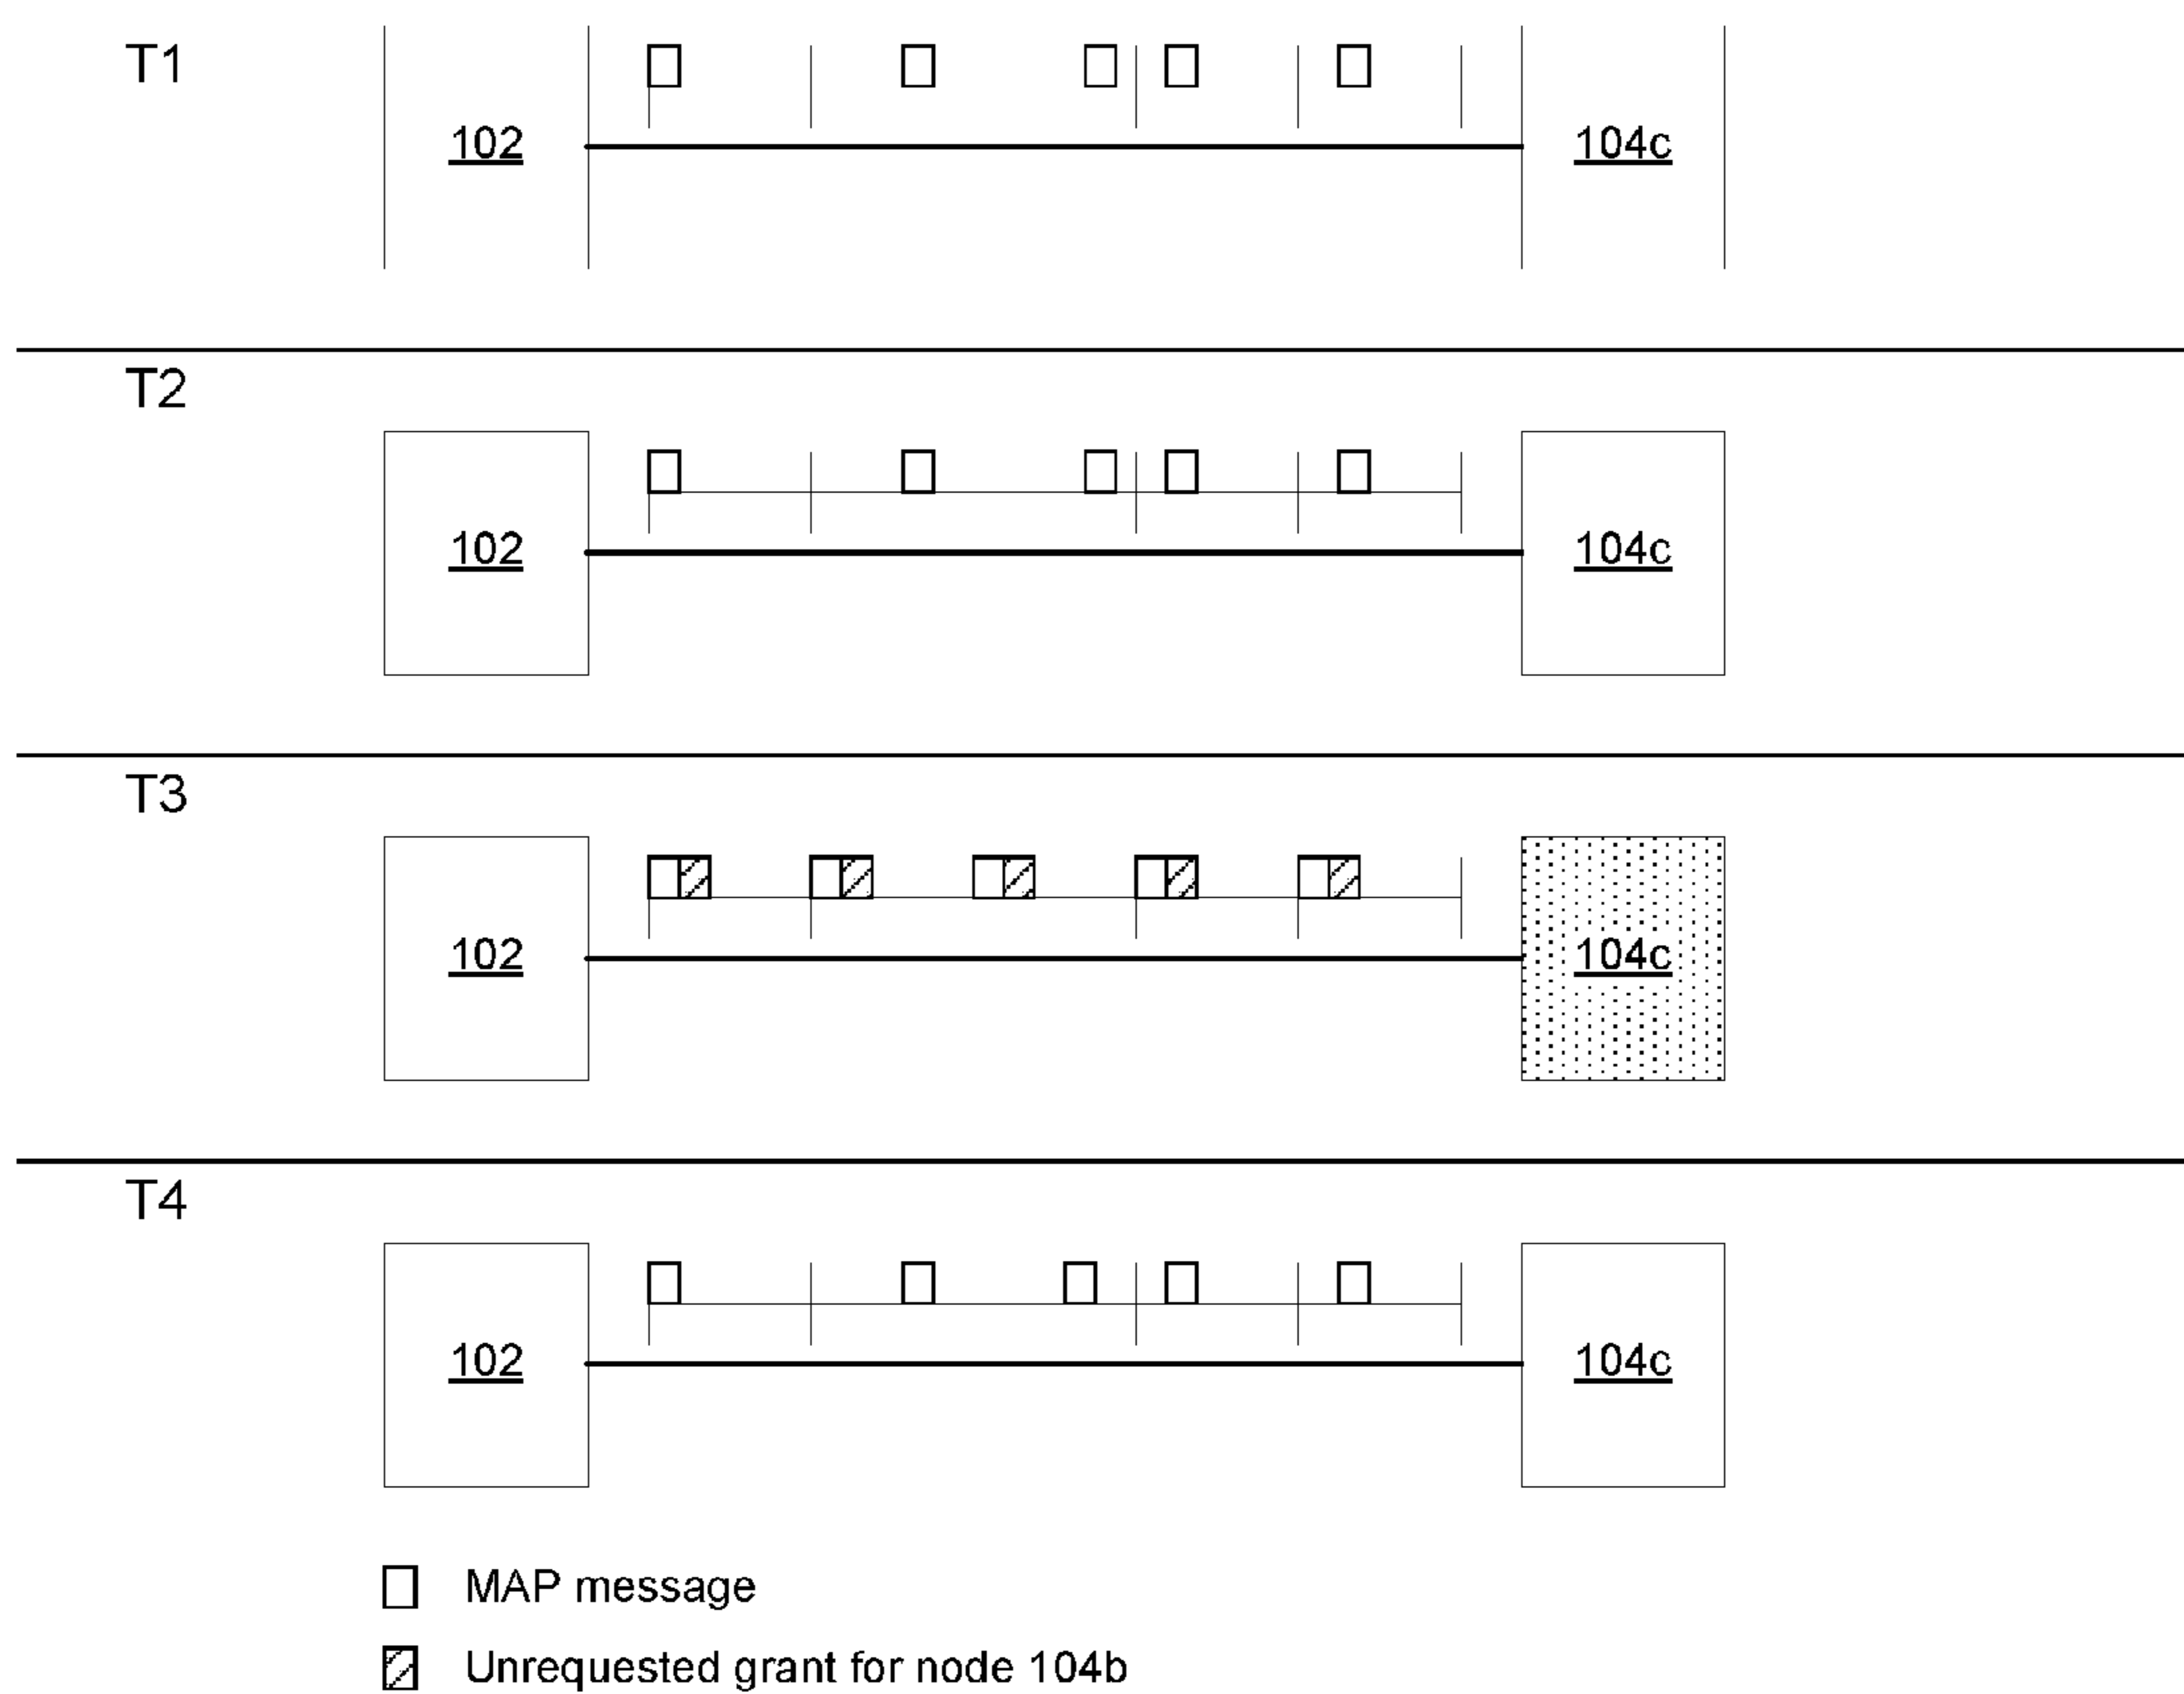 T1
102
104c
T2
102
104c
T3
102
104c
T4
102
104c
MAP message
Unrequested grant for node 104b